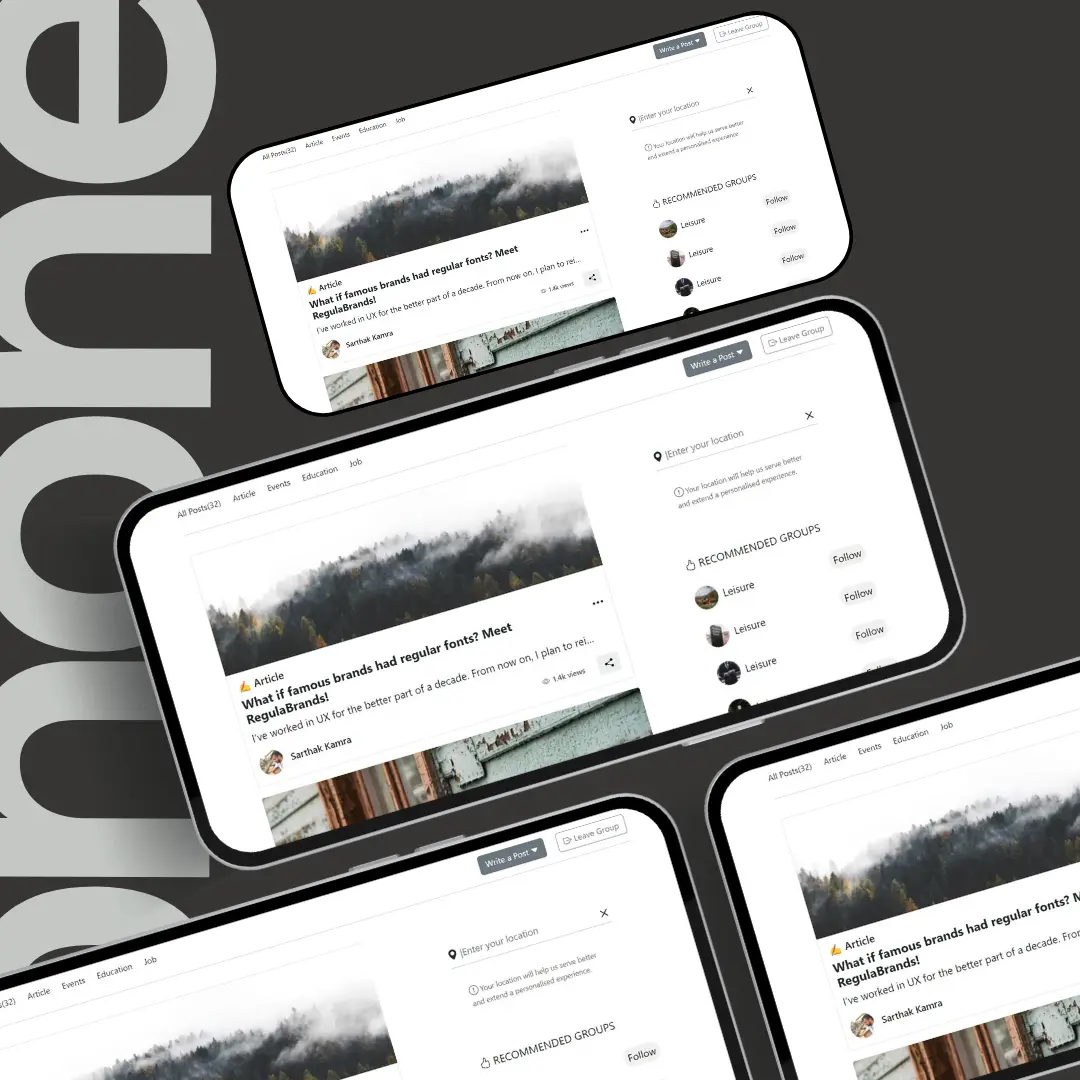 phophone
Write a Post
Leave Group
All Posts(32) Article Events Education Job
Enter your location
Your location will help us serve better
and extend a personalised experience
RECOMMENDED GROUPS
Leisure Follow
Leisure Follow
Leisure Follow
Article
What if famous brands had regular fonts? Meet
RegulaBrands!
I've worked in UX for the better part of a decade. From now on, I plan to rei...
1.4k views
Sarthak Kamra
Write a Post
Leave Group
All Posts(32) Article Events Education Job
Enter your location
Your location will help us serve better
and extend a personalised experience.
RECOMMENDED GROUPS
Leisure Follow
Leisure Follow
Leisure Follow
Article
What if famous brands had regular fonts? Meet
RegulaBrands!
I've worked in UX for the better part of a decade. From now on, I plan to rei...
1.4k views
Sarthak Kamra
Write a Post
Leave Group
(32) Article Events Education Job
Enter your location
Your location will help us serve better
and extend a personalised experience.
RECOMMENDED GROUPS
Follow
All Posts(32) Article Events Education Job
Article
What if famous brands had regular fonts? M
RegulaBrands!
I've worked in UX for the better part of a decade. Fro
Sarthak Kamra